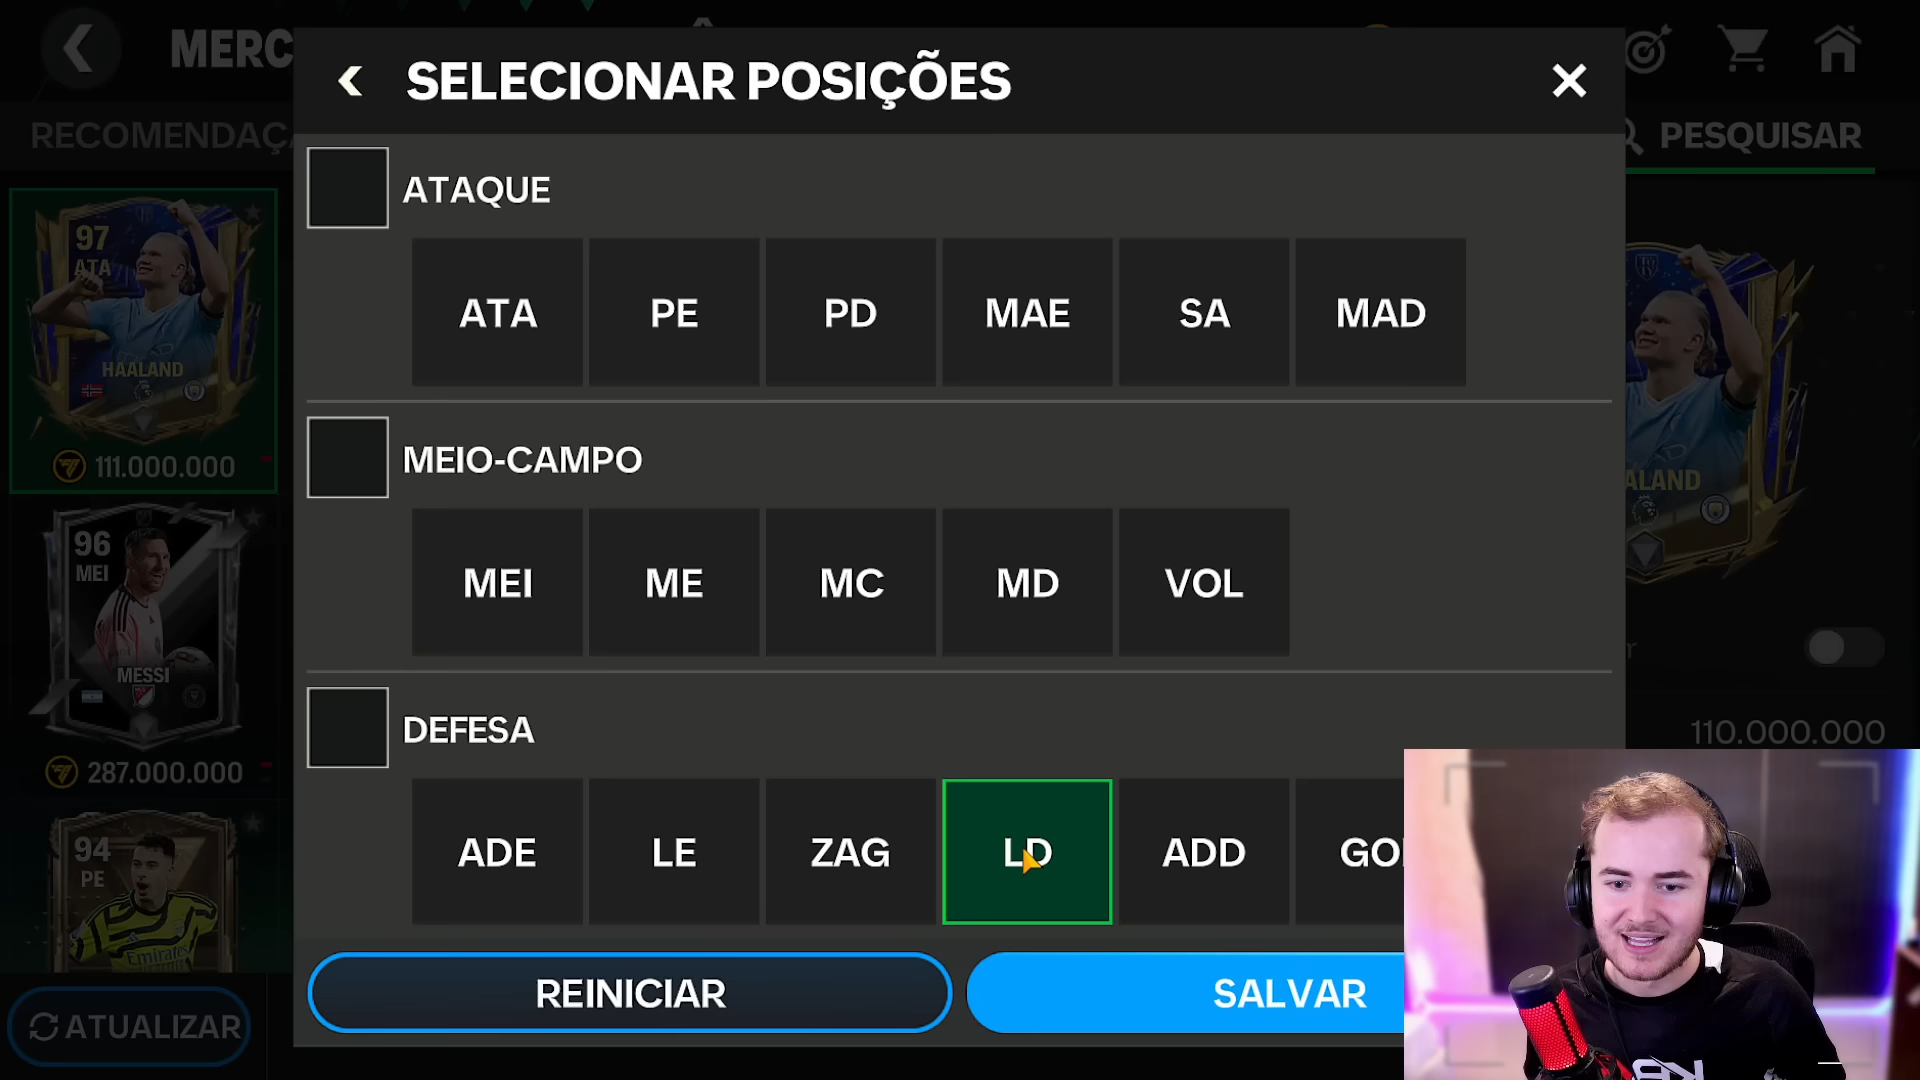 MERC
SELECIONAR POSIÇÕES
RECOMENDAÇ
PESQUISAR
ATAQUE
ATA PE PD MAE SA MAD
MEIO-CAMPO
MEI ME MC MD VOL
DEFESA
ADE LE ZAG LD ADD GO
REINICIAR
SALVAR
97
ATA
HAALAND
111.000.000
96
MEI
MESSI
287.000.000
94
PE
Emirates
ATUALIZAR
ALAND
110.000.000